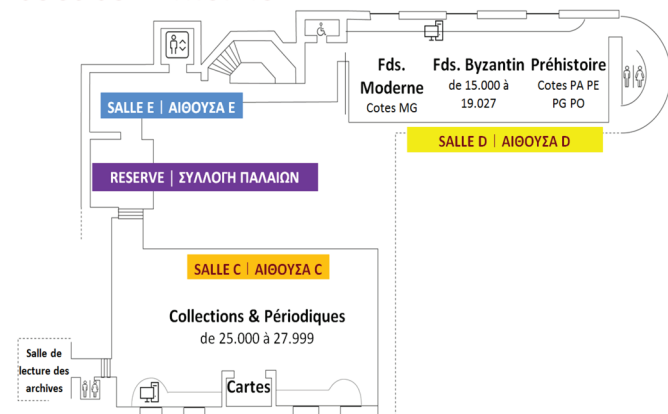 Fds.
Moderne
Cotes MG
Fds. Byzantin
de 15.000 à
19.027
Préhistoire
Cotes PA PE
PG PO
SALLE E | ΑΙΘΟΥΣΑ Ε
SALLE D | ΑΙΘΟΥΣΑ D
RESERVE | ΣΥΛΛΟΓΗ ΠΑΛΑΙΩΝ
SALLE C | ΑΙΘΟΥΣΑ C
Collections & Périodiques
de 25.000 à 27.999
Salle de
lecture des
archives
Cartes